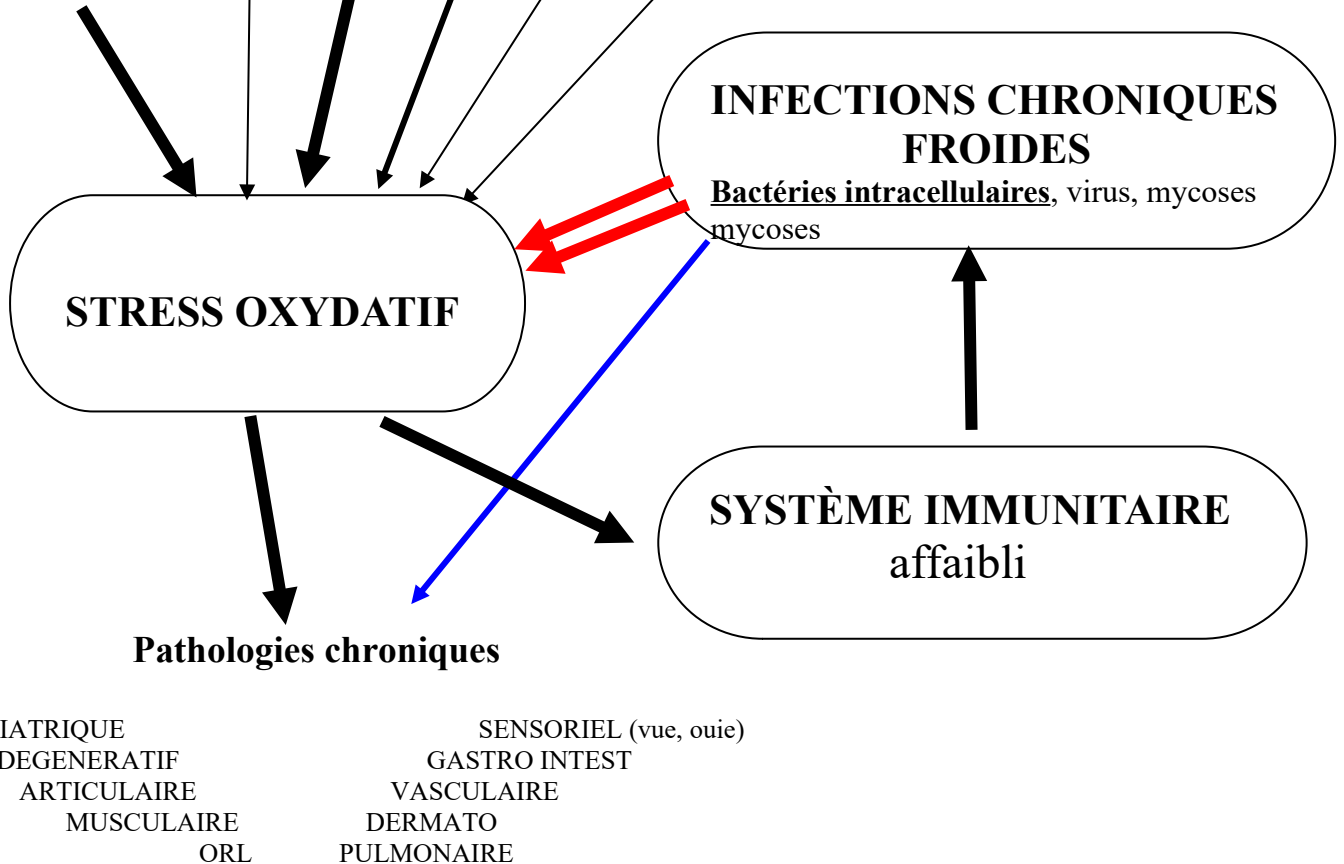 INFECTIONS CHRONIQUES
FROIDES
Bactéries intracellulaires, virus, mycoses
mycoses
STRESS OXYDATIF
SYSTÈME IMMUNITAIRE
affaibli
Pathologies chroniques
IATRIQUE SENSORIEL (vue, ouie)
DEGENERATIF GASTRO INTEST
ARTICULAIRE VASCULAIRE
MUSCULAIRE DERMATO
ORL PULMONAIRE